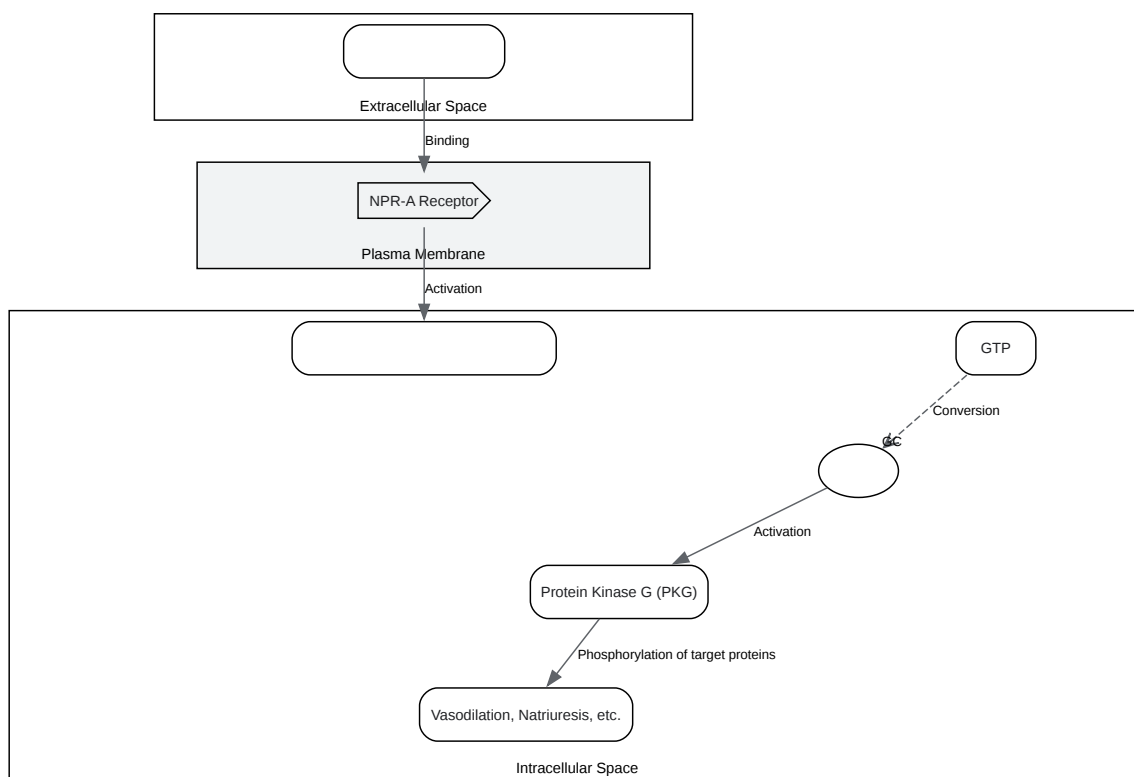 Extracellular Space
Binding
NPR-A Receptor
Plasma Membrane
Activation
GTP
Conversion
GC
Activation
Protein Kinase G (PKG)
Phosphorylation of target proteins
Vasodilation, Natriuresis, etc.
Intracellular Space